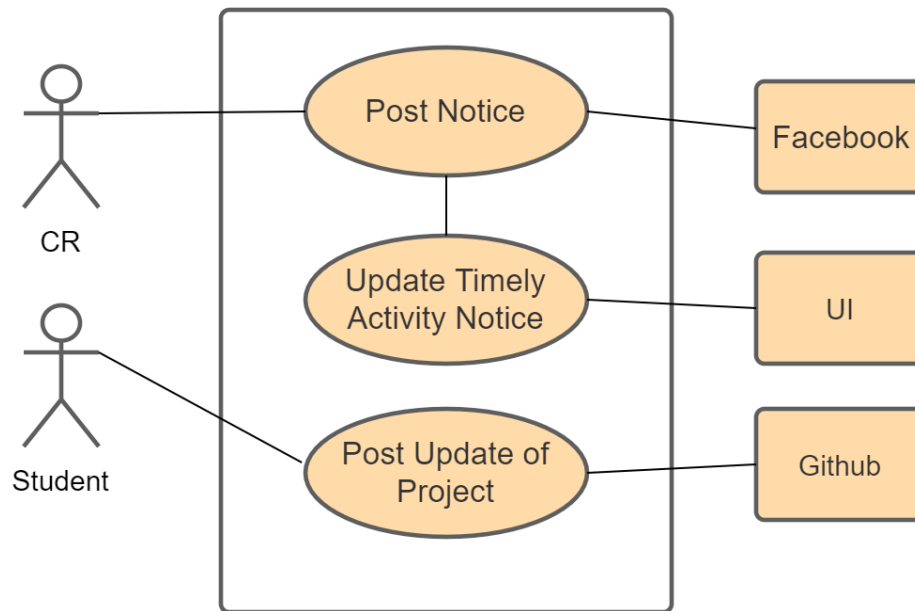 Post Notice
Facebook
CR
Update Timely
Activity Notice
UI
Student
Post Update of
Project
Github